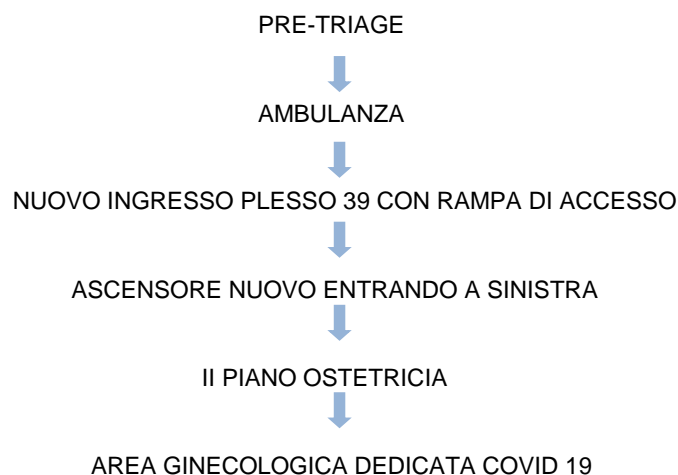 PRE-TRIAGE
AMBULANZA
NUOVO INGRESSO PLESSO 39 CON RAMPA DI ACCESSO
ASCENSORE NUOVO ENTRANDO A SINISTRA
II PIANO OSTETRICIA
AREA GINECOLOGICA DEDICATA COVID 19